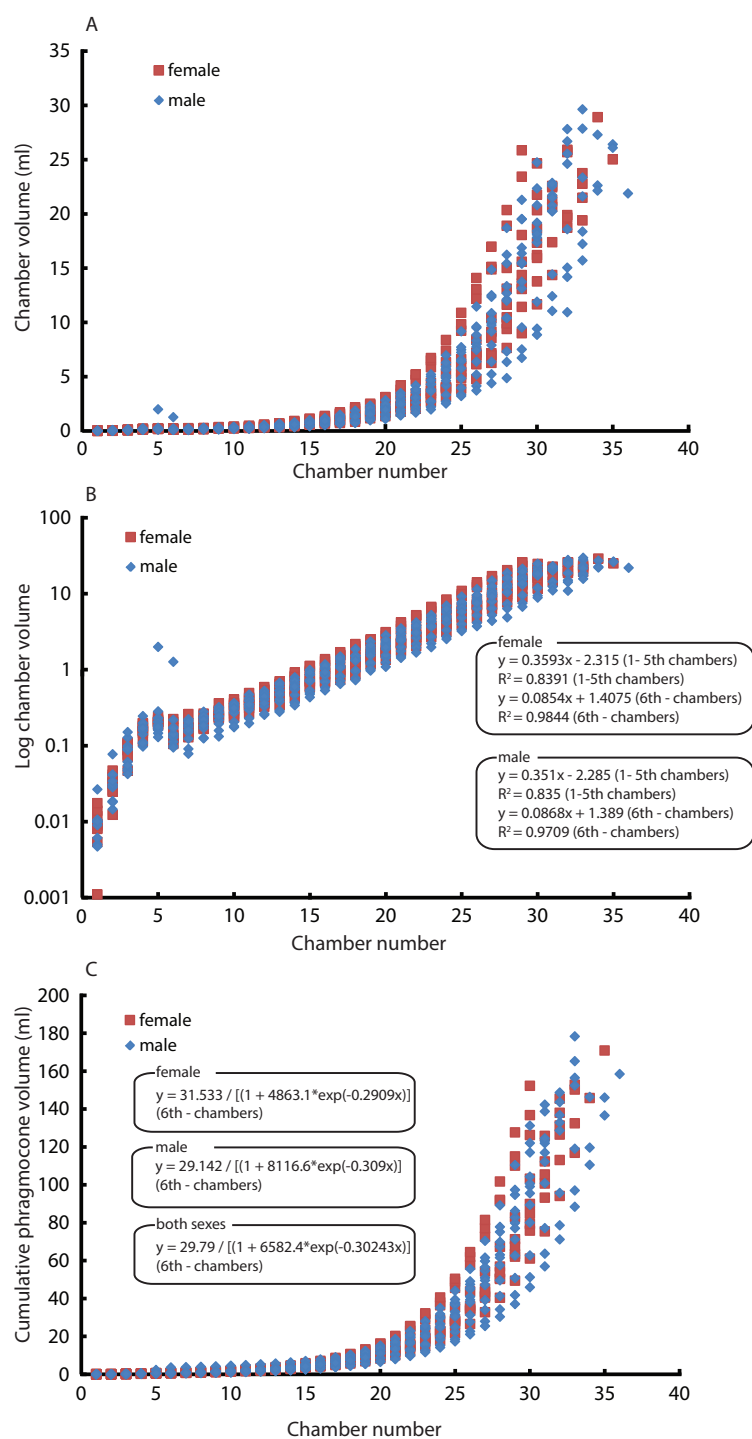 A
35
30
25
20
15
10
5
0
Chamber volume (ml)
female
male
0 5 10 15 20 25 30 35 40
Chamber number
B
100
10
1
0.1
0.01
0.001
Log chamber volume
female
male
female
y = 0.3593x - 2.315 (1- 5th chambers)
R² = 0.8391 (1-5th chambers)
y = 0.0854x + 1.4075 (6th - chambers)
R² = 0.9844 (6th - chambers)
male
y = 0.351x - 2.285 (1- 5th chambers)
R² = 0.835 (1-5th chambers)
y = 0.0868x + 1.389 (6th - chambers)
R² = 0.9709 (6th - chambers)
0 5 10 15 20 25 30 35 40
Chamber number
C
200
180
160
140
120
100
80
60
40
20
0
Cumulative phragmocone volume (ml)
female
male
female
y = 31.533 / [(1 + 4863.1*exp(-0.2909x)]
(6th - chambers)
male
y = 29.142 / [(1 + 8116.6*exp(-0.309x)]
(6th - chambers)
both sexes
y = 29.79 / [(1 + 6582.4*exp(-0.30243x)]
(6th - chambers)
0 5 10 15 20 25 30 35 40
Chamber number